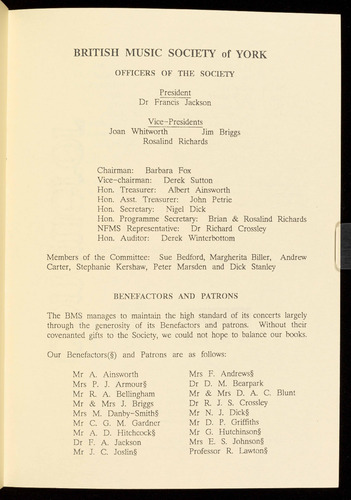 BRITISH MUSIC SOCIETY of YORK
OFFICERS OF THE SOCIETY
President
Dr Francis Jackson
Vice-Presidents
Joan Whitworth Jim Briggs
Rosalind Richards
Chairman: Barbara Fox
Vice-chairman: Derek Sutton
Hon. Treasurer: Albert Ainsworth
Hon. Asst. Treasurer: John Petrie
Hon. Secretary: Nigel Dick
Hon. Programme Secretary: Brian & Rosalind Richards
NFMS Representative: Dr Richard Crossley
Hon. Auditor: Derek Winterbottom
Members of the Committee: Sue Bedford, Margherita Biller, Andrew
Carter, Stephanie Kershaw, Peter Marsden and Dick Stanley
BENEFACTORS AND PATRONS
The BMS manages to maintain the high standard of its concerts largely
through the generosity of its Benefactors and patrons. Without their
covenanted gifts to the Society, we could not hope to balance our books.
Our Benefactors(§) and Patrons are as follows:
Mr A. Ainsworth
Mrs P. J. Armour§
Mr R. A. Bellingham
Mr & Mrs J. Briggs
Mrs M. Danby-Smith§
Mr C. G. M. Gardner
Mr A. D. Hitchcock§
Dr F. A. Jackson
Mr J. C. Joslin§
Mrs F. Andrews§
Dr D. M. Bearpark
Mr & Mrs D. A. C. Blunt
Dr R. J. S. Crossley
Mr N. J. Dick§
Mr D. P. Griffiths
Mr G. Hutchinson§
Mrs E. S. Johnson§
Professor R. Lawton§